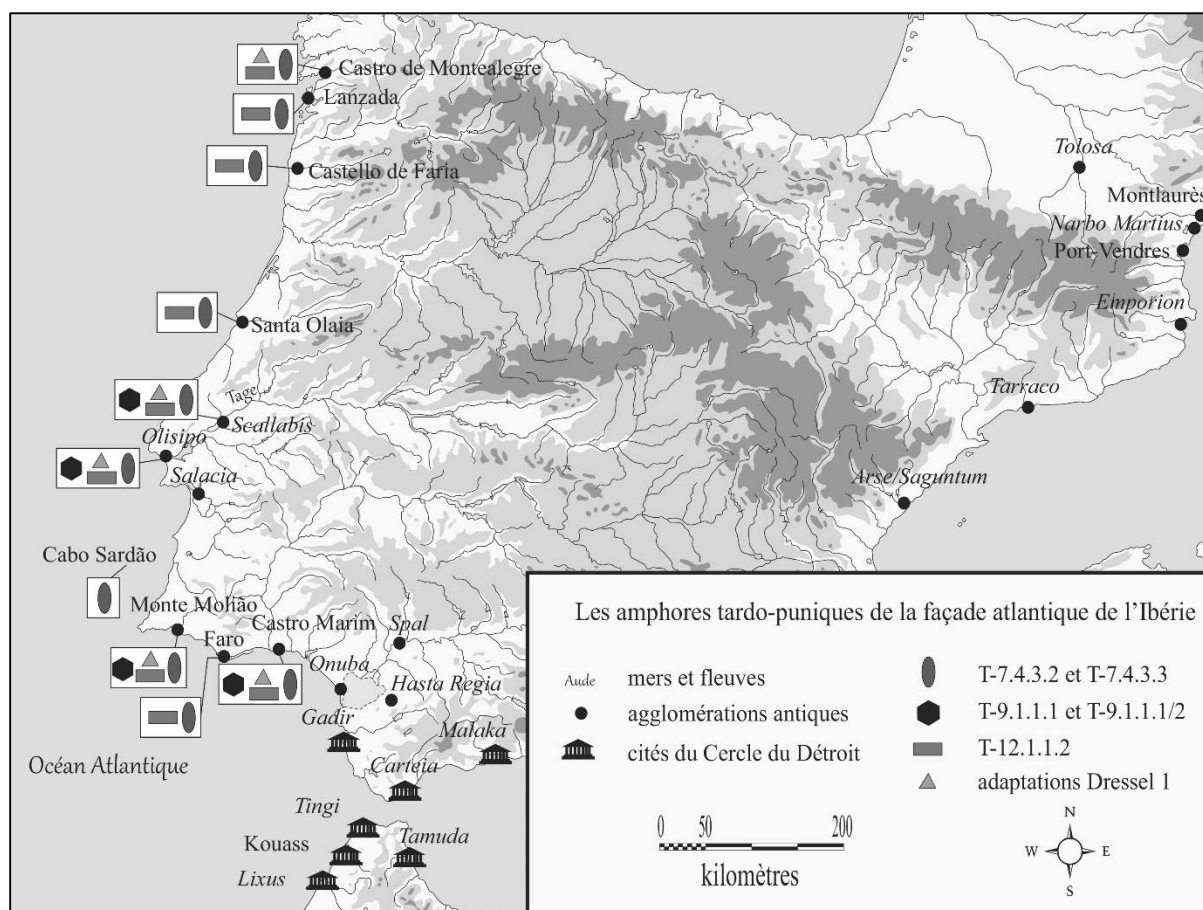 Castro de Montealegre
Lanzada
Castello de Faria
Tolosa
Montlaurès
Narbo Martius
Port-Vendres
Emporion
Santa Olaia
Tarraco
Tage
Scallabis
Olisipo
Salacia
Arse/Saguntum
Cabo Sardão
Monte Molião
Faro
Castro Marim
Spal
Onuba
Hasta Regia
Gadir
Malaka
Carteia
Océan Atlantique
Tingi
Kouass
Tamuda
Lixus
Les amphores tardo-puniques de la façade atlantique de l'Ibérie
Aude mers et fleuves
agglomérations antiques
cités du Cercle du Détroit
T-7.4.3.2 et T-7.4.3.3
T-9.1.1.1 et T-9.1.1.1/2
T-12.1.1.2
adaptations Dressel 1
0 50 200
kilomètres
N
W E
S